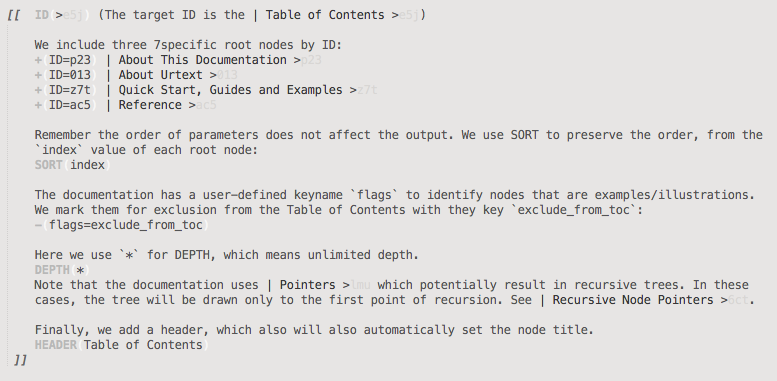 [[ ID(>e5j) (The target ID is the | Table of Contents >e5j)
We include three 7specific root nodes by ID:
+(ID=p23) | About This Documentation >p23
+(ID=013) | About Urtext >013
+(ID=z7t) | Quick Start, Guides and Examples >z7t
+(ID=ac5) | Reference >ac5
Remember the order of parameters does not affect the output. We use SORT to preserve the order, from the
`index` value of each root node:
SORT(index)
The documentation has a user-defined keyname `flags` to identify nodes that are examples/illustrations.
We mark them for exclusion from the Table of Contents with they key `exclude_from_toc`:
-(flags=exclude_from_toc)
Here we use `*` for DEPTH, which means unlimited depth.
DEPTH(*)
Note that the documentation uses | Pointers >lmu which potentially result in recursive trees. In these
cases, the tree will be drawn only to the first point of recursion. See | Recursive Node Pointers >6ct.
Finally, we add a header, which also will also automatically set the node title.
HEADER(Table of Contents)
]]